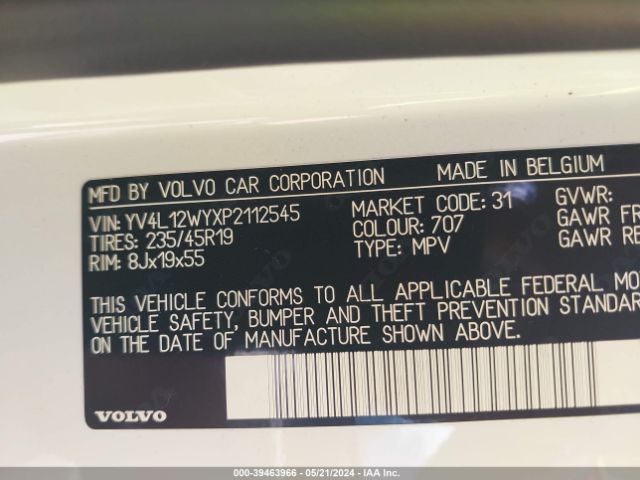 MFD BY VOLVO CAR CORPORATION MADE IN BELGIUM
VIN: YV4L12WYXP2112545 MARKET CODE: 31 GVWR:
TIRES: 235/45R19 COLOUR: 707 GAWR FR
RIM: 8Jx19x55 TYPE: MPV GAWR RE
THIS VEHICLE CONFORMS TO ALL APPLICABLE FEDERAL MO
VEHICLE SAFETY, BUMPER AND THEFT PREVENTION STANDAR
ON THE DATE OF MANUFACTURE SHOWN ABOVE.
VOLVO
000-39463966 - 05/21/2024 - IAA Inc.